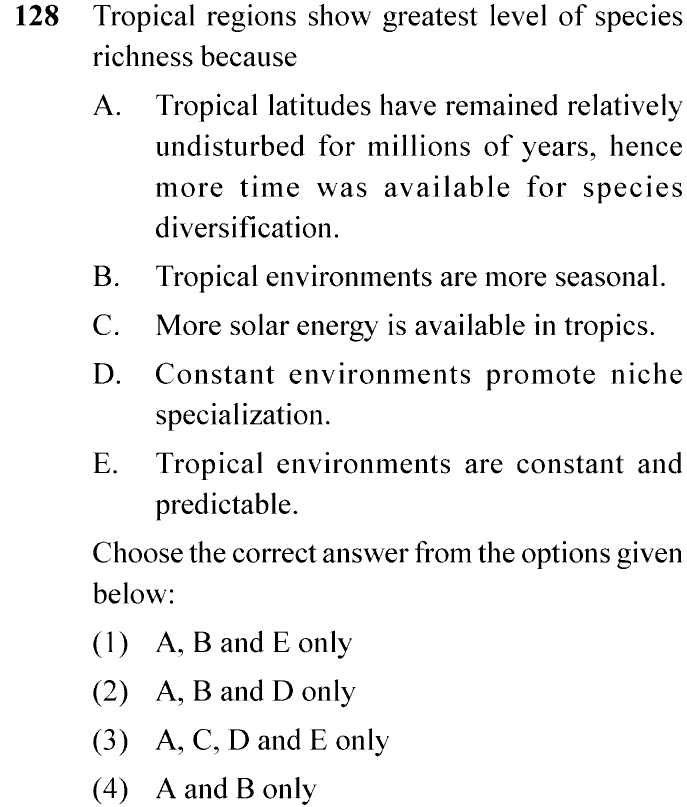 128 Tropical regions show greatest level of species
richness because
A. Tropical latitudes have remained relatively
undisturbed for millions of years, hence
more time was available for species
diversification.
B. Tropical environments are more seasonal.
C. More solar energy is available in tropics.
D. Constant environments promote niche
specialization.
E. Tropical environments are constant and
predictable.
Choose the correct answer from the options given
below:
(1) A, B and E only
(2) A, B and D only
(3) A, C, D and E only
(4) A and B only